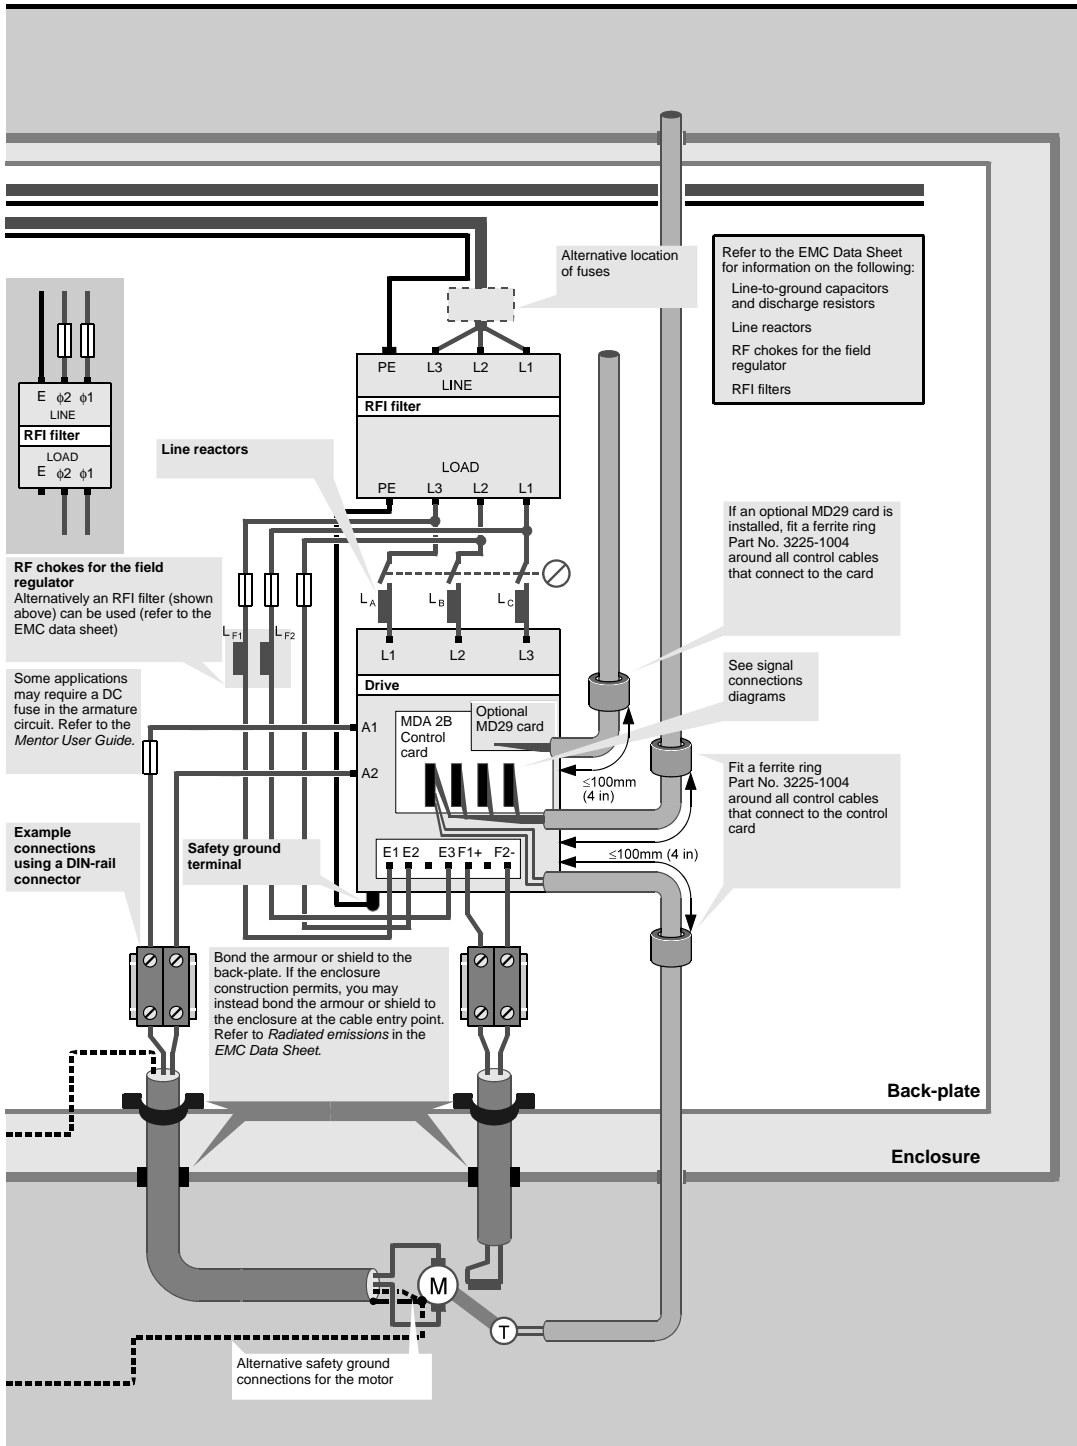 Alternative location
of fuses
Refer to the EMC Data Sheet
for information on the following:
Line-to-ground capacitors
and discharge resistors
Line reactors
RF chokes for the field
regulator
RFI filters
E ϕ2 ϕ1
LINE
RFI filter
LOAD
E ϕ2 ϕ1
PE L3 L2 L1
LINE
RFI filter
LOAD
PE L3 L2 L1
Line reactors
If an optional MD29 card is
installed, fit a ferrite ring
Part No. 3225-1004
around all control cables
that connect to the card
RF chokes for the field
regulator
Alternatively an RFI filter (shown
above) can be used (refer to the
EMC data sheet)
LA LB LC
LF1 LF2
L1 L2 L3
Drive
See signal
connections
diagrams
Some applications
may require a DC
fuse in the armature
circuit. Refer to the
Mentor User Guide.
A1
A2
MDA 2B
Control
card
Optional
MD29 card
≤100mm
(4 in)
Fit a ferrite ring
Part No. 3225-1004
around all control cables
that connect to the control
card
Example
connections
using a DIN-rail
connector
Safety ground
terminal
E1 E2 E3 F1+ F2-
≤100mm (4 in)
Bond the armour or shield to the
back-plate. If the enclosure
construction permits, you may
instead bond the armour or shield to
the enclosure at the cable entry point.
Refer to Radiated emissions in the
EMC Data Sheet.
Back-plate
Enclosure
M
T
Alternative safety ground
connections for the motor